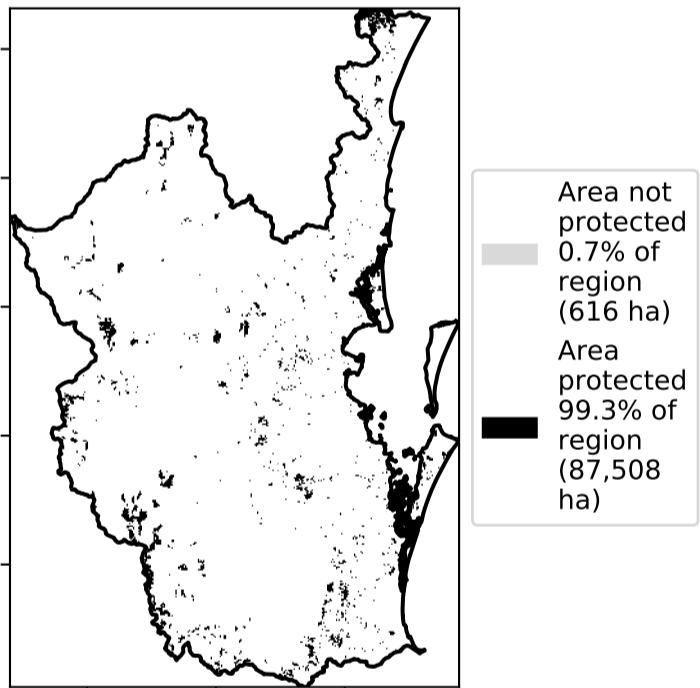 Area not
protected
0.7% of
region
(616 ha)
Area
protected
99.3% of
region
(87,508
ha)